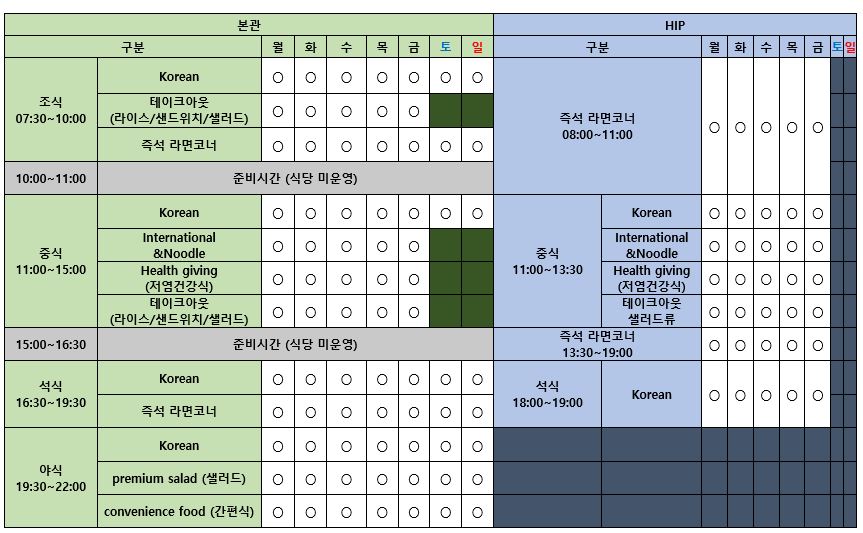 본관 HIP
구분 월 화 수 목 금 토 일 구분 월 화 수 목 금 토 일
조식
07:30~10:00
Korean ○ ○ ○ ○ ○ ○ ○
테이크아웃
(라이스/샌드위치/샐러드) ○ ○ ○ ○ ○
즉석 라면코너 ○ ○ ○ ○ ○ ○ ○
즉석 라면코너
08:00~11:00 ○ ○ ○ ○ ○
10:00~11:00 준비시간 (식당 미운영)
중식
11:00~15:00
Korean ○ ○ ○ ○ ○ ○ ○
International
&Noodle ○ ○ ○ ○ ○
Health giving
(저염건강식) ○ ○ ○ ○ ○
테이크아웃
(라이스/샌드위치/샐러드) ○ ○ ○ ○ ○
중식
11:00~13:30
Korean ○ ○ ○ ○ ○
International
&Noodle ○ ○ ○ ○ ○
Health giving
(저염건강식) ○ ○ ○ ○ ○
테이크아웃
샐러드류 ○ ○ ○ ○ ○
15:00~16:30 준비시간 (식당 미운영)
즉석 라면코너
13:30~19:00 ○ ○ ○ ○ ○
석식
16:30~19:30
Korean ○ ○ ○ ○ ○ ○ ○
즉석 라면코너 ○ ○ ○ ○ ○ ○ ○
석식
18:00~19:00
Korean ○ ○ ○ ○ ○
야식
19:30~22:00
Korean ○ ○ ○ ○ ○ ○ ○
premium salad (샐러드) ○ ○ ○ ○ ○ ○ ○
convenience food (간편식) ○ ○ ○ ○ ○ ○ ○